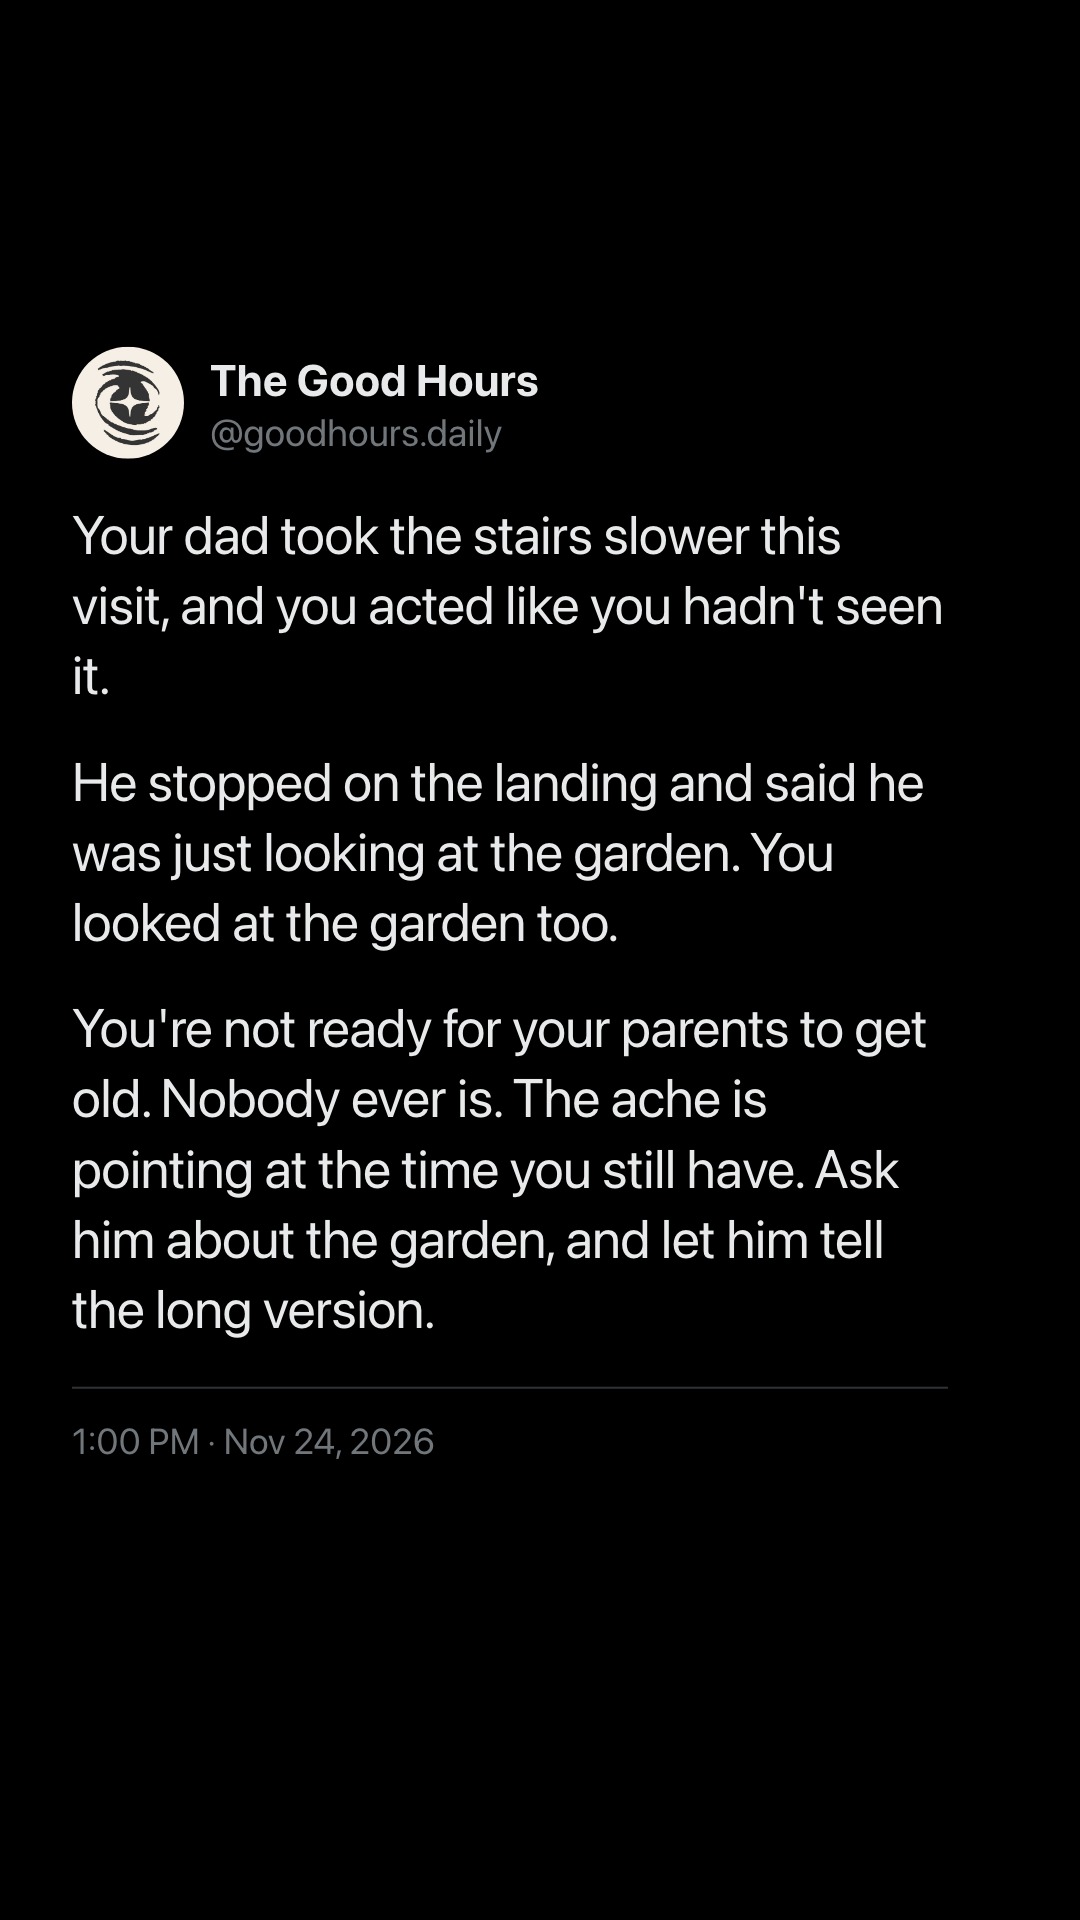 The Good Hours
@goodhours.daily
Your dad took the stairs slower this
visit, and you acted like you hadn't seen
it.
He stopped on the landing and said he
was just looking at the garden. You
looked at the garden too.
You're not ready for your parents to get
old. Nobody ever is. The ache is
pointing at the time you still have. Ask
him about the garden, and let him tell
the long version.
1:00 PM · Nov 24, 2026